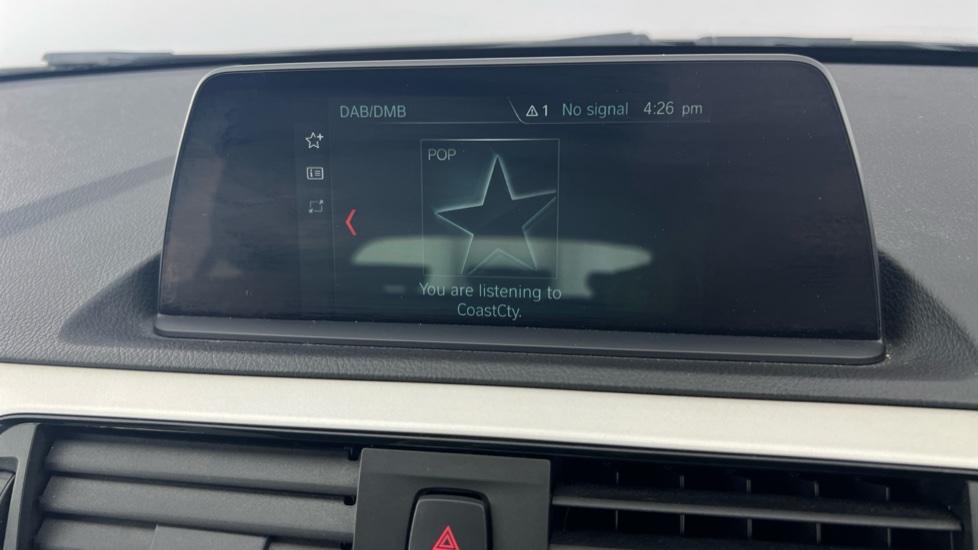 DAB/DMB 1 No signal 4:26 pm
POP
You are listening to
CoastCty.